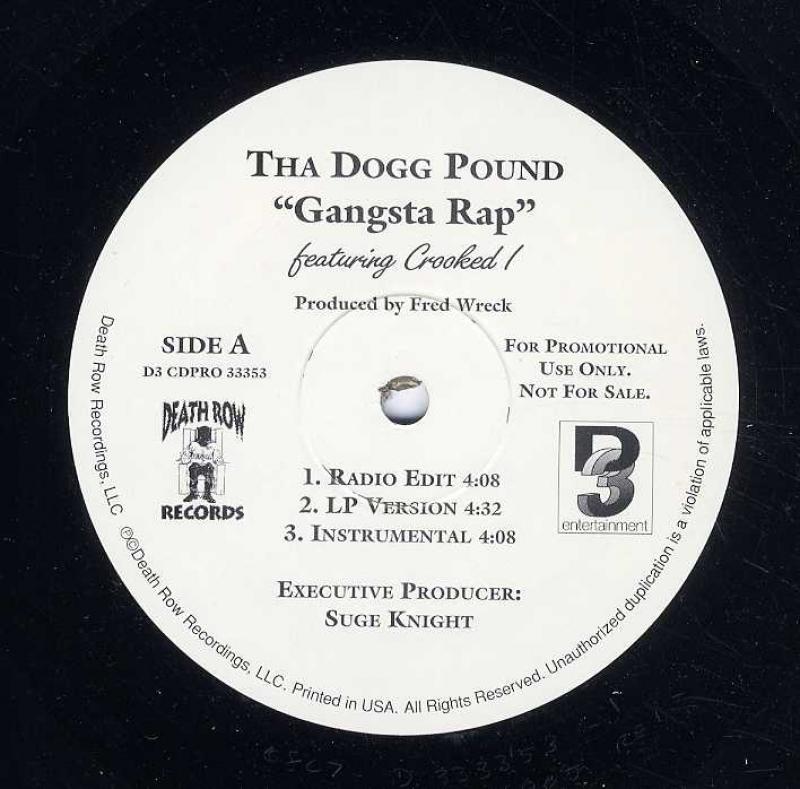 THA DOGG POUND
“Gangsta Rap”
featuring Crooked I
Produced by Fred Wreck
SIDE A
D3 CDPRO 33353
FOR PROMOTIONAL
USE ONLY.
NOT FOR SALE.
DEATH ROW
RECORDS
D3
entertainment
1. RADIO EDIT 4:08
2. LP VERSION 4:32
3. INSTRUMENTAL 4:08
EXECUTIVE PRODUCER:
SUGE KNIGHT
Death Row Recordings, LLC ℗©Death Row Recordings, LLC. Printed in USA. All Rights Reserved. Unauthorized duplication is a violation of applicable laws.